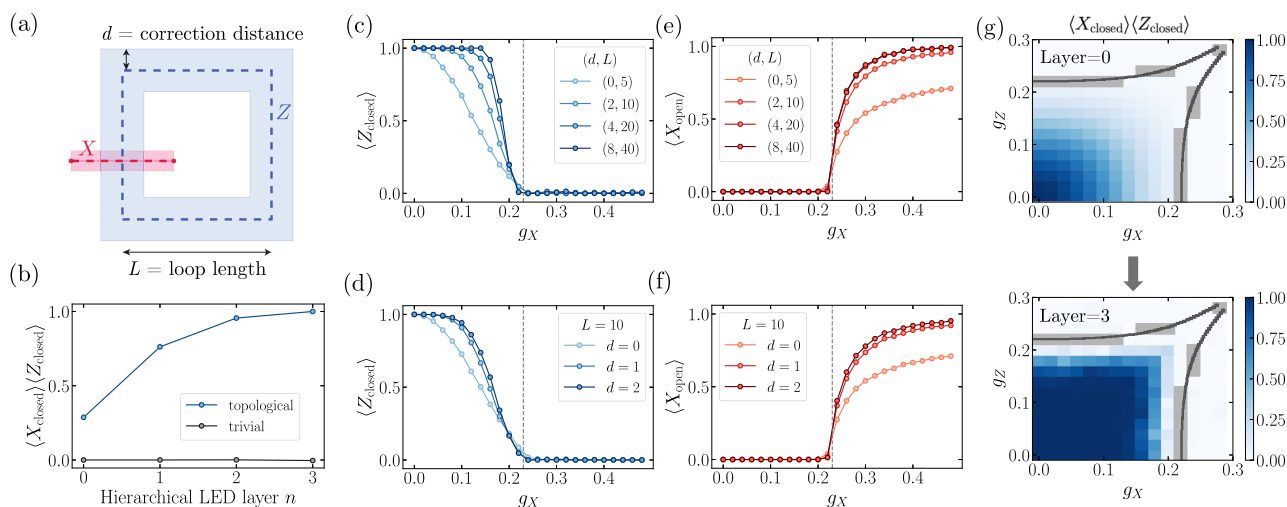 (a)
d = correction distance
Z
X
L = loop length
(b)
⟨X_closed⟩⟨Z_closed⟩
1.0
0.5
0.0
topological
trivial
0 1 2 3
Hierarchical LED layer n
(c)
⟨Z_closed⟩
1.0
0.5
0.0
(d, L)
(0, 5)
(2, 10)
(4, 20)
(8, 40)
0.0 0.1 0.2 0.3 0.4
g_X
(d)
⟨Z_closed⟩
1.0
0.5
0.0
L = 10
d = 0
d = 1
d = 2
0.0 0.1 0.2 0.3 0.4
g_X
(e)
⟨X_open⟩
1.0
0.5
0.0
(d, L)
(0, 5)
(2, 10)
(4, 20)
(8, 40)
0.0 0.1 0.2 0.3 0.4
g_X
(f)
⟨X_open⟩
1.0
0.5
0.0
L = 10
d = 0
d = 1
d = 2
0.0 0.1 0.2 0.3 0.4
g_X
(g)
⟨X_closed⟩⟨Z_closed⟩
Layer=0
g_Z
0.3
0.2
0.1
0.0
0.0 0.1 0.2 0.3
g_X
1.00
0.75
0.50
0.25
0.00
Layer=3
g_Z
0.3
0.2
0.1
0.0
0.0 0.1 0.2 0.3
g_X
1.00
0.75
0.50
0.25
0.00